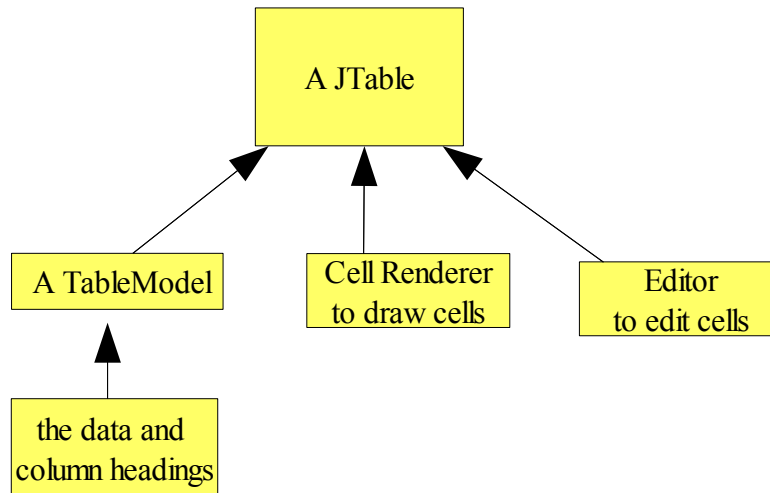 A JTable
A TableModel
Cell Renderer
to draw cells
Editor
to edit cells
the data and
column headings